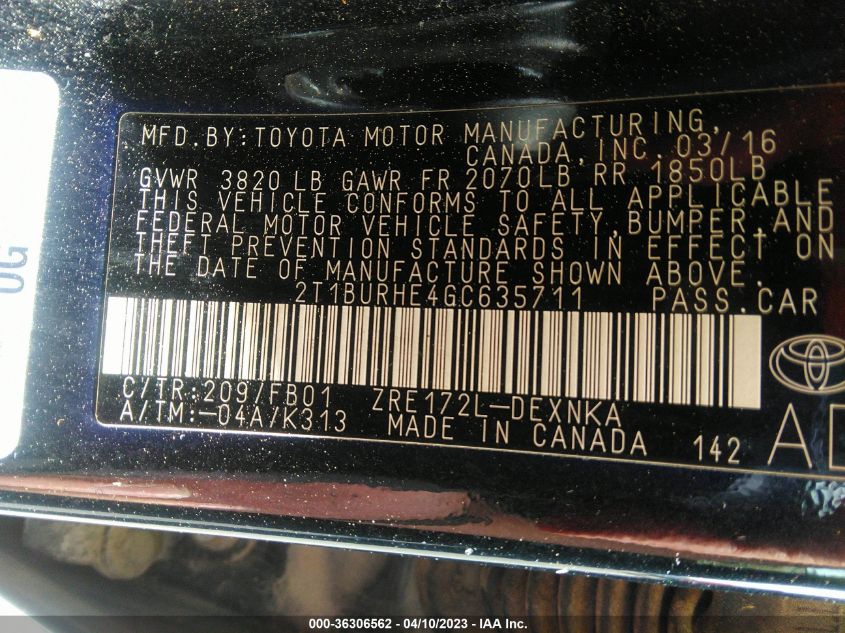 MFD.BY:TOYOTA MOTOR MANUFACTURING,
CANADA,INC.03/16
GVWR 3820 LB GAWR FR 2070LB RR 1850LB
THIS VEHICLE CONFORMS TO ALL APPLICABLE
FEDERAL MOTOR VEHICLE SAFETY,BUMPER,AND
THEFT PREVENTION STANDARDS IN EFFECT ON
THE DATE OF MANUFACTURE SHOWN ABOVE.
2T1BURHE4GC635711 PASS.CAR
C/TR:209/FB01 ZRE172L-DEXNKA
A/TM:-04A/K313 MADE IN CANADA 142
000-36306562 - 04/10/2023 - IAA Inc.